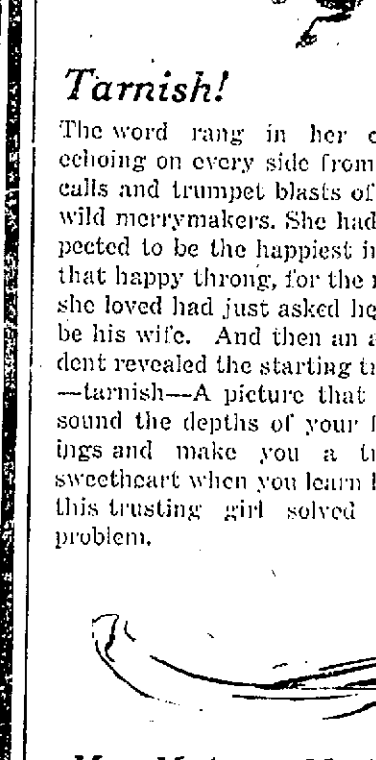 Tarnish!
The word rang in her
echoing on every side from
calls and trumpet blasts of
wild merrymakers. She had
pected to be the happiest in
that happy throng, for the
she loved had just asked he
be his wife. And then an a
dent revealed the starting t
—tarnish—A picture that
sound the depths of your f
ings and make you a t
sweetheart when you learn
this trusting girl solved
problem.